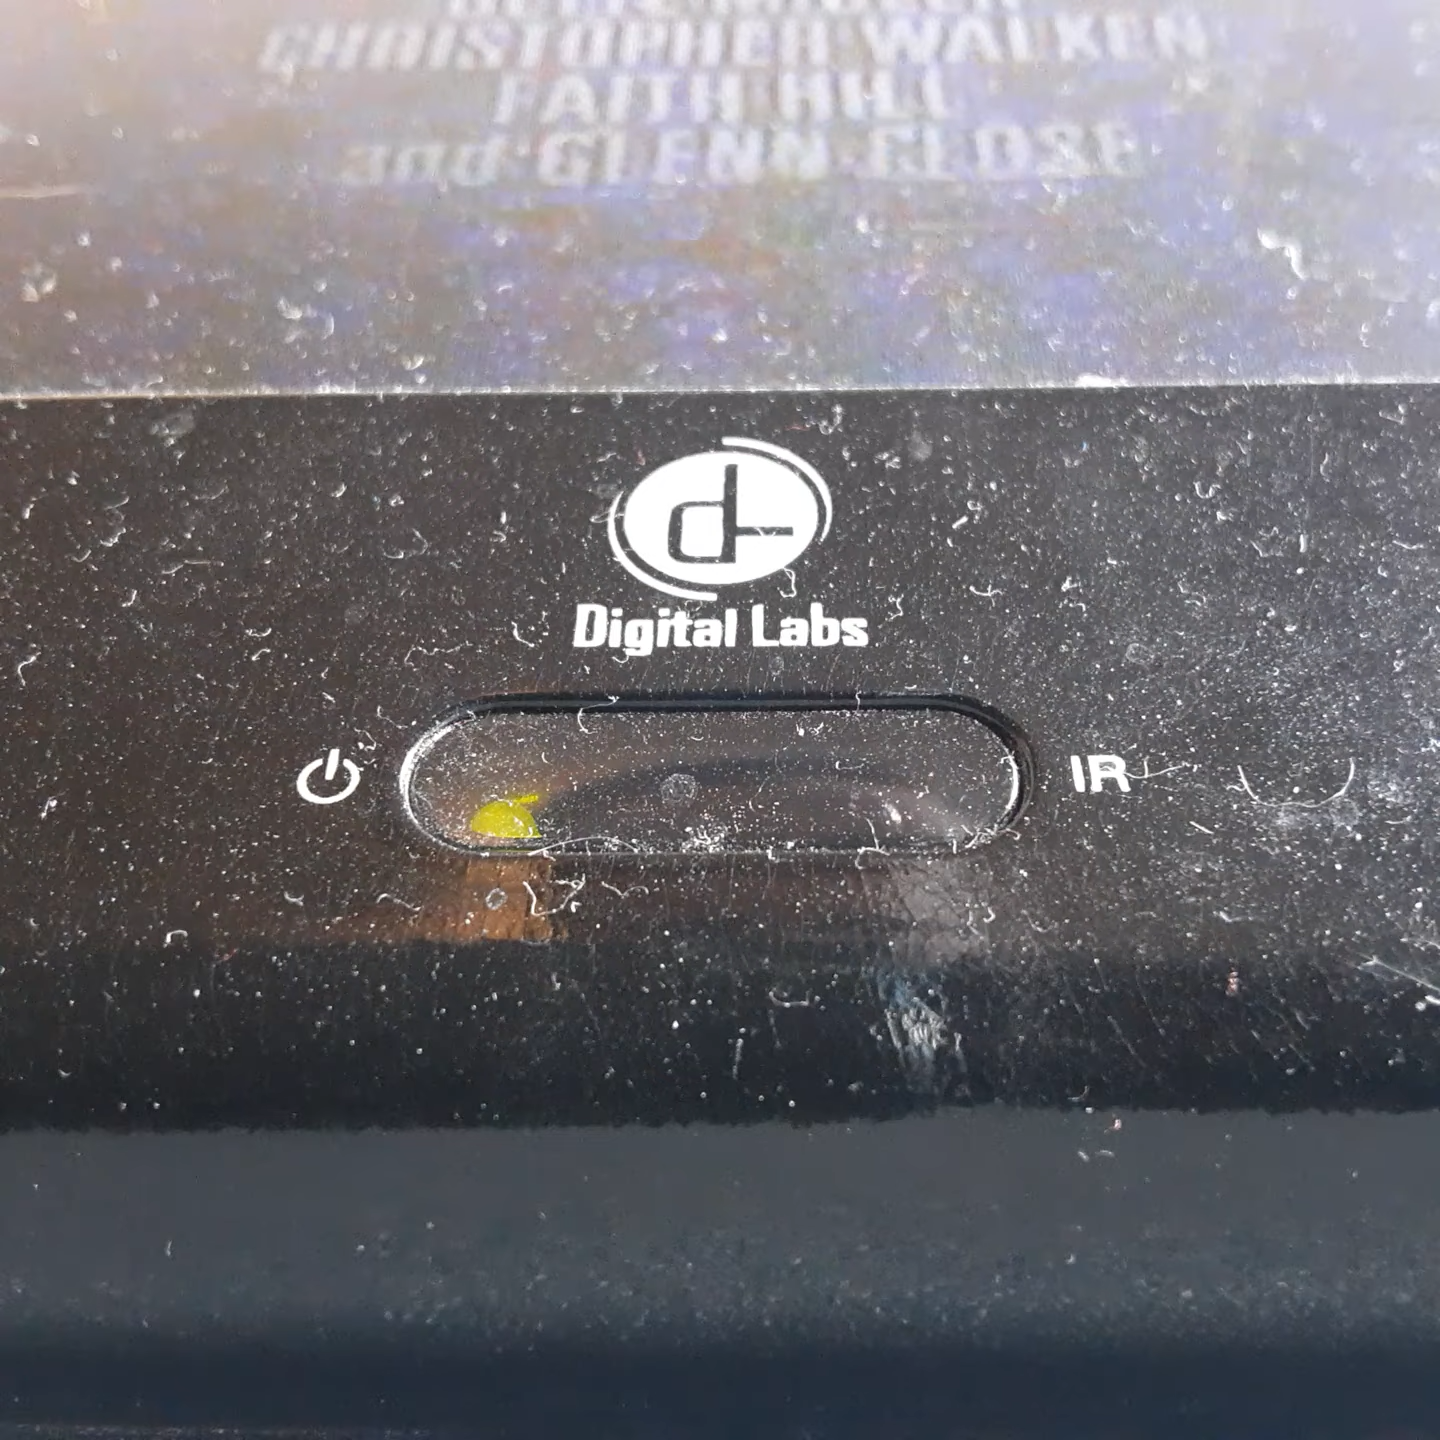 CHRISTOPHER WALKEN
FAITH HILL
and GLENN CLOSE
d
Digital Labs
IR